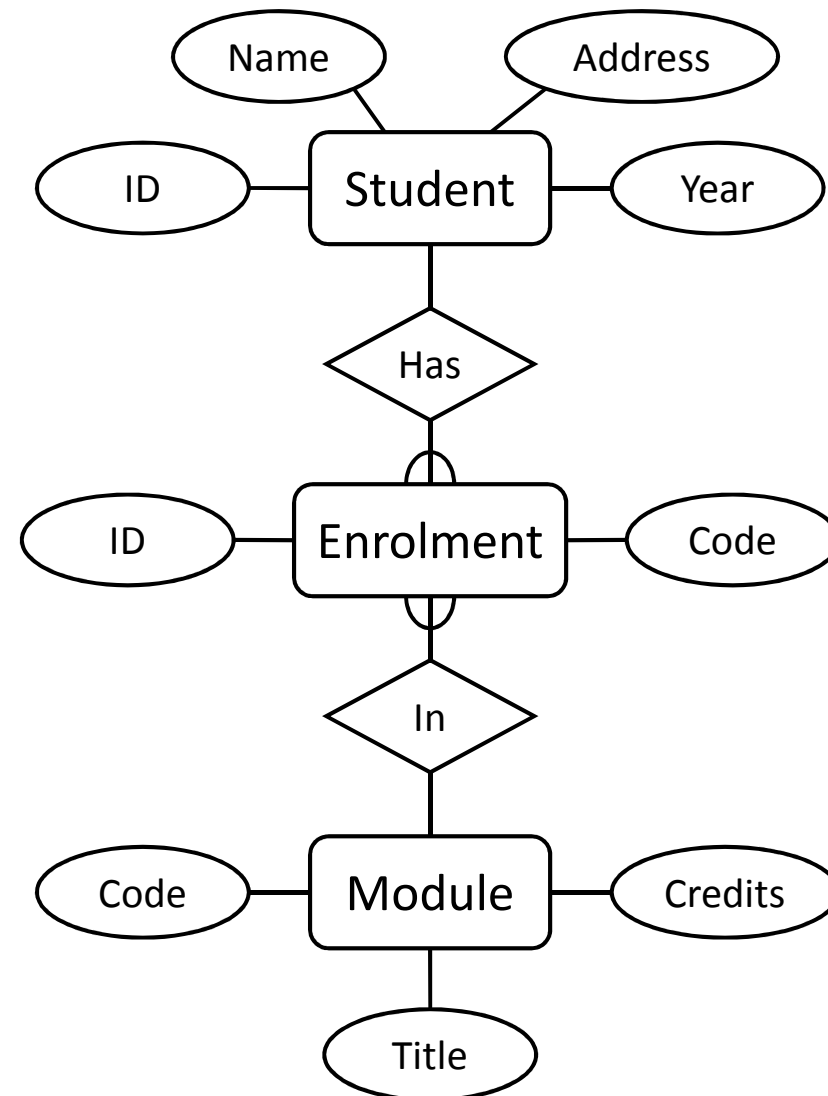 Name
Address
ID
Student
Year
Has
ID
Enrolment
Code
In
Code
Module
Credits
Title